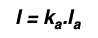 I = kₐ.Iₐ